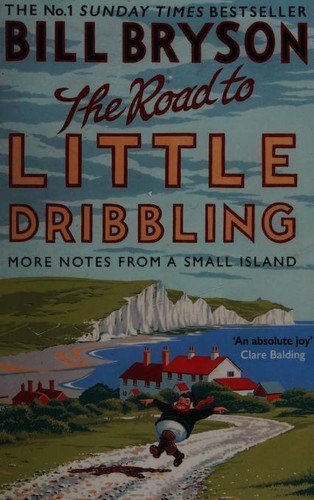 THE No.1 SUNDAY TIMES BESTSELLER
BILL BRYSON
The Road to
LITTLE
DRIBBLING
MORE NOTES FROM A SMALL ISLAND
'An absolute joy'
Clare Balding